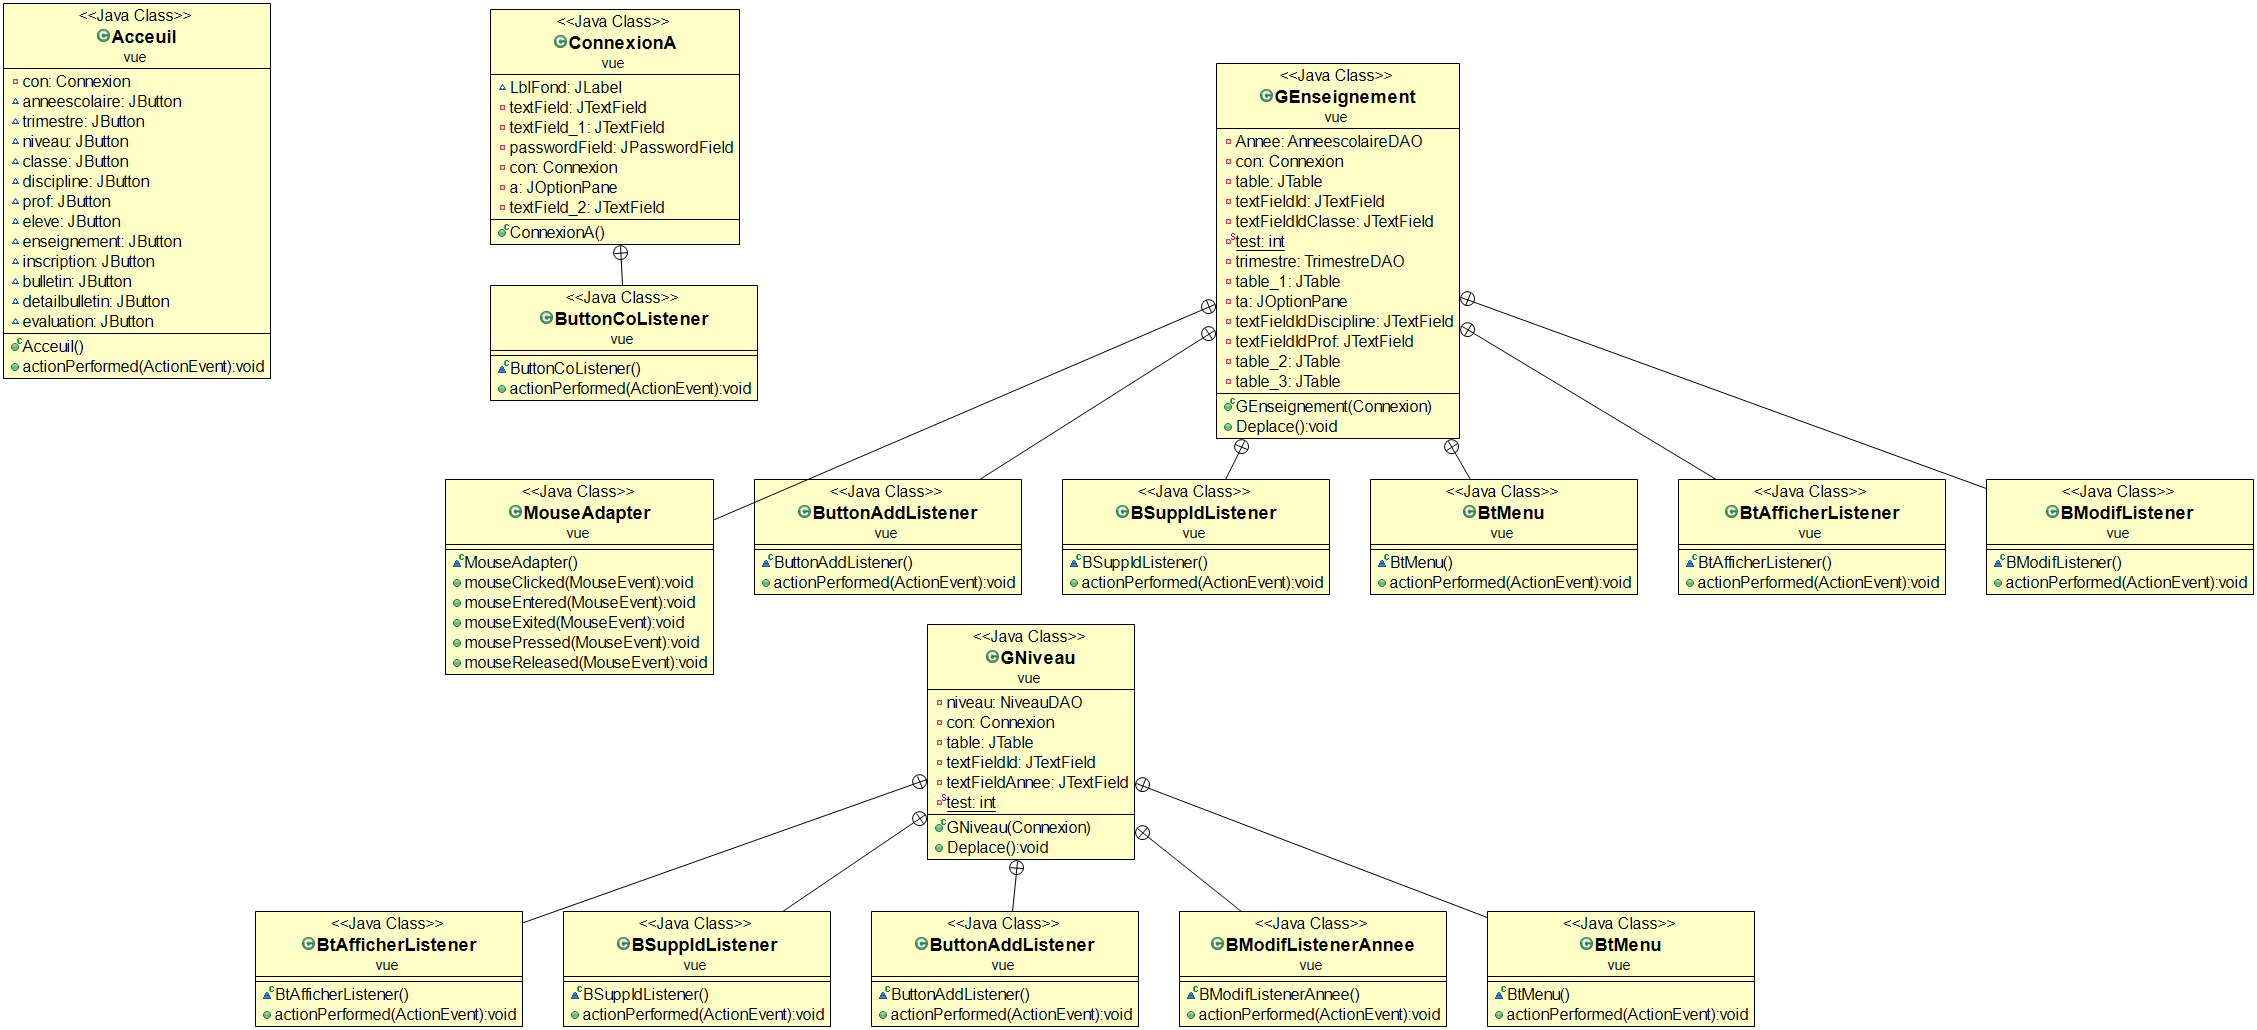 <<Java Class>>
Acceuil
vue
con: Connexion
anneescolaire: JButton
trimestre: JButton
niveau: JButton
classe: JButton
discipline: JButton
prof: JButton
eleve: JButton
enseignement: JButton
inscription: JButton
bulletin: JButton
detailbulletin: JButton
evaluation: JButton
Acceuil()
actionPerformed(ActionEvent):void
<<Java Class>>
ConnexionA
vue
LblFond: JLabel
textField: JTextField
textField_1: JTextField
passwordField: JPasswordField
con: Connexion
a: JOptionPane
textField_2: JTextField
ConnexionA()
<<Java Class>>
ButtonCoListener
vue
ButtonCoListener()
actionPerformed(ActionEvent):void
<<Java Class>>
GEnseignement
vue
Annee: AnneescolaireDAO
con: Connexion
table: JTable
textFieldId: JTextField
textFieldIdClasse: JTextField
test: int
trimestre: TrimestreDAO
table_1: JTable
ta: JOptionPane
textFieldIdDiscipline: JTextField
textFieldIdProf: JTextField
table_2: JTable
table_3: JTable
GEnseignement(Connexion)
Deplace():void
<<Java Class>>
MouseAdapter
vue
MouseAdapter()
mouseClicked(MouseEvent):void
mouseEntered(MouseEvent):void
mouseExited(MouseEvent):void
mousePressed(MouseEvent):void
mouseReleased(MouseEvent):void
<<Java Class>>
ButtonAddListener
vue
ButtonAddListener()
actionPerformed(ActionEvent):void
<<Java Class>>
BSuppIdListener
vue
BSuppIdListener()
actionPerformed(ActionEvent):void
<<Java Class>>
BtMenu
vue
BtMenu()
actionPerformed(ActionEvent):void
<<Java Class>>
BtAfficherListener
vue
BtAfficherListener()
actionPerformed(ActionEvent):void
<<Java Class>>
BModifListener
vue
BModifListener()
actionPerformed(ActionEvent):void
<<Java Class>>
GNiveau
vue
niveau: NiveauDAO
con: Connexion
table: JTable
textFieldId: JTextField
textFieldAnnee: JTextField
test: int
GNiveau(Connexion)
Deplace():void
<<Java Class>>
BtAfficherListener
vue
BtAfficherListener()
actionPerformed(ActionEvent):void
<<Java Class>>
BSuppIdListener
vue
BSuppIdListener()
actionPerformed(ActionEvent):void
<<Java Class>>
ButtonAddListener
vue
ButtonAddListener()
actionPerformed(ActionEvent):void
<<Java Class>>
BModifListenerAnnee
vue
BModifListenerAnnee()
actionPerformed(ActionEvent):void
<<Java Class>>
BtMenu
vue
BtMenu()
actionPerformed(ActionEvent):void